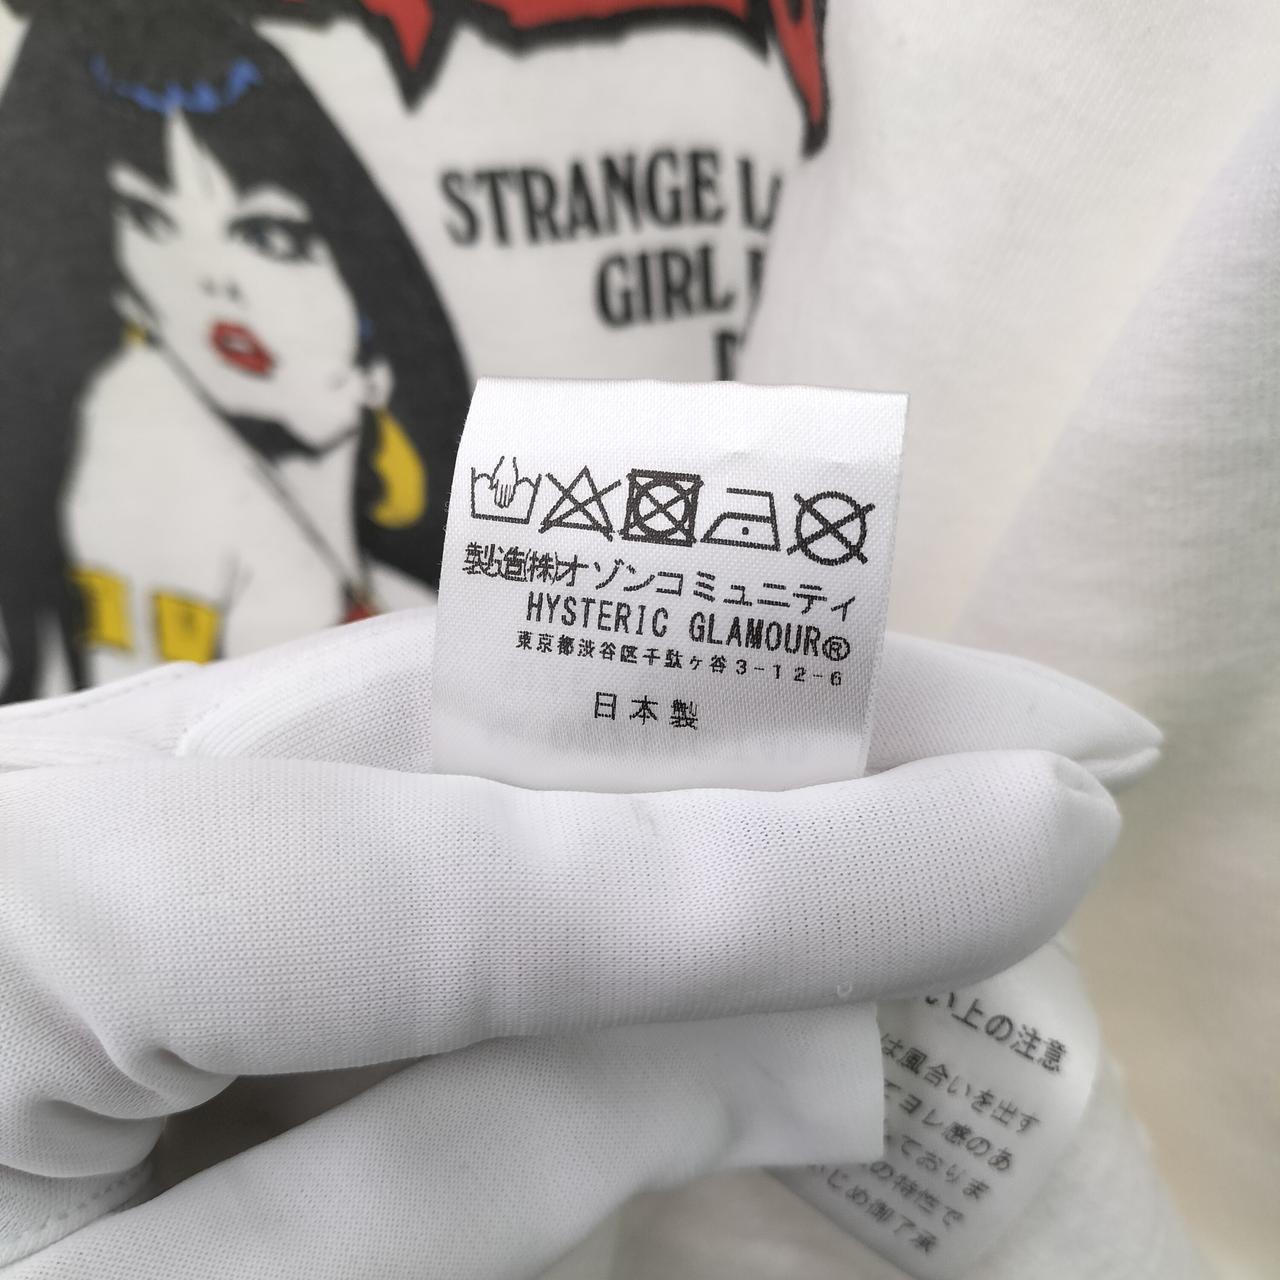 STRANGE
GIRL
製造(株)オゾンコミュニティ
HYSTERIC GLAMOUR®
東京都渋谷区千駄ヶ谷3-12-6
日本製
い上の注意
は風合いを出す
ヨレ感のあ
ておりま
の特性で
じめ御了承